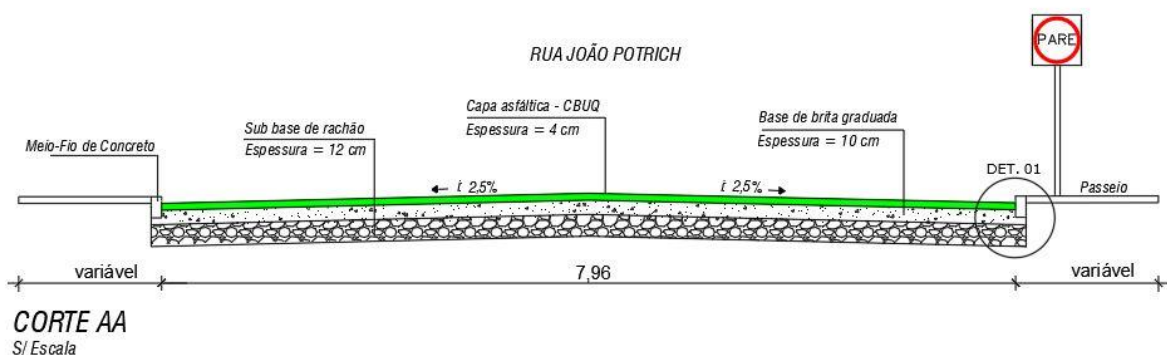 PARE
RUA JOÃO POTRICH
Capa asfáltica - CBUQ
Espessura = 4 cm
Sub base de rachão
Espessura = 12 cm
Base de brita graduada
Espessura = 10 cm
Meio-Fio de Concreto
DET. 01
i: 2,5%
i: 2,5%
Passeio
variável
7,96
variável
CORTE AA
S/ Escala